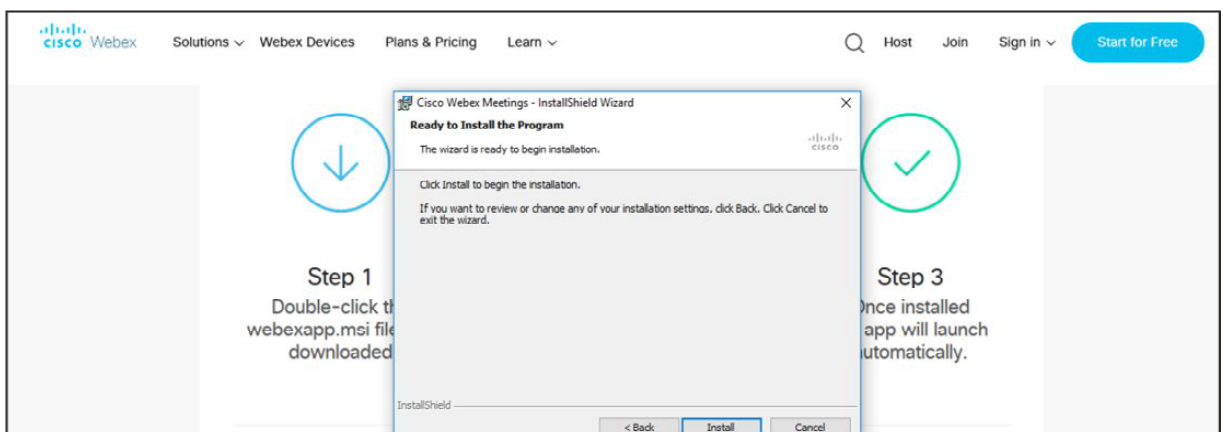 cisco Webex Solutions Webex Devices Plans & Pricing Learn Host Join Sign in Start for Free
Cisco Webex Meetings - InstallShield Wizard
Ready to Install the Program
The wizard is ready to begin installation.
cisco
Click Install to begin the installation.
If you want to review or change any of your installation settings, click Back. Click Cancel to
exit the wizard.
InstallShield
< Back Install Cancel
Step 1
Double-click
webexapp.msi file
downloaded
Step 3
Once installed
app will launch
automatically.